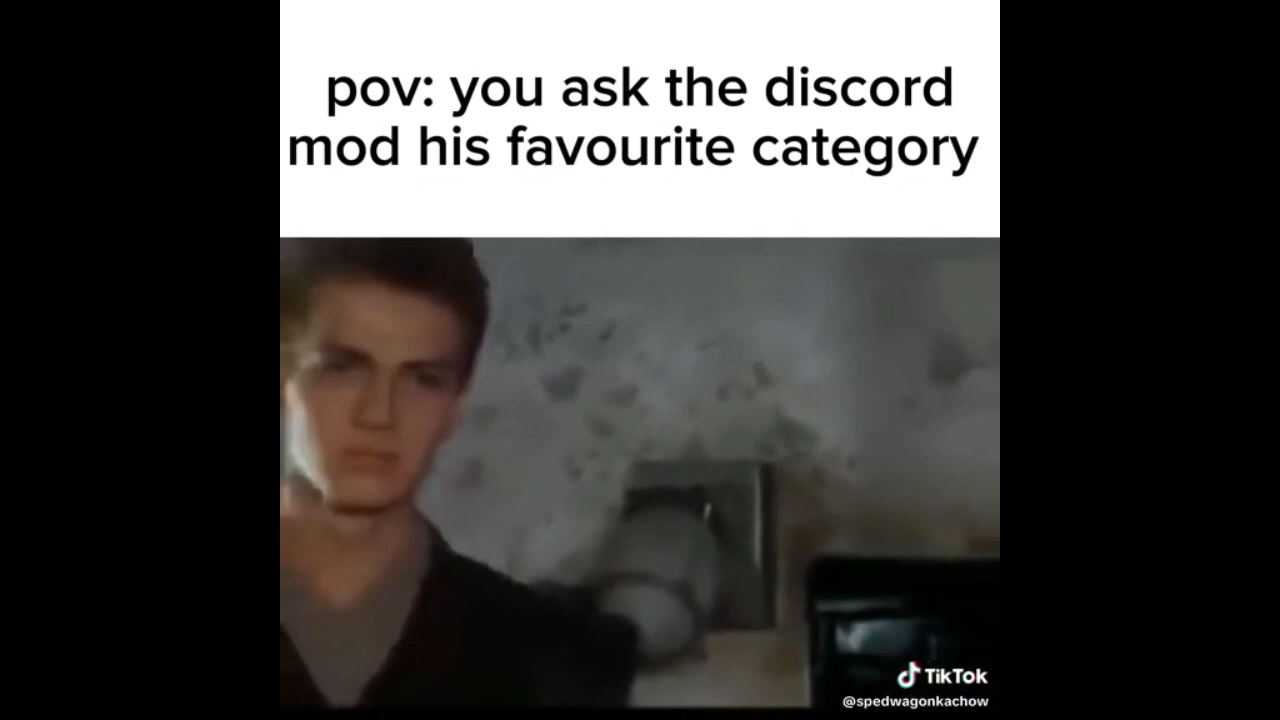 pov: you ask the discord
mod his favourite category
TikTok
@spedwagonkachow